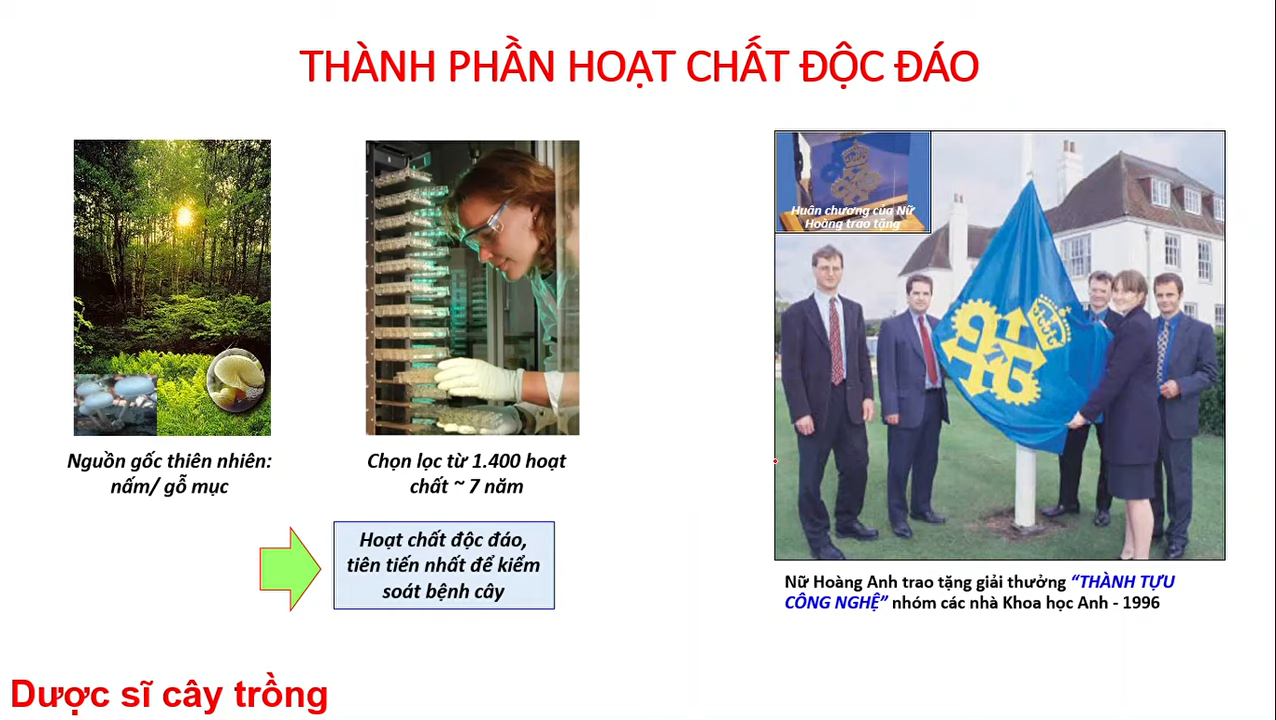 THÀNH PHẦN HOẠT CHẤT ĐỘC ĐÁO
Huân chương của Nữ
Hoàng trao tặng
Nguồn gốc thiên nhiên:
nấm/ gỗ mục
Chọn lọc từ 1.400 hoạt
chất ~ 7 năm
Hoạt chất độc đáo,
tiên tiến nhất để kiểm
soát bệnh cây
Nữ Hoàng Anh trao tặng giải thưởng “THÀNH TỰU
CÔNG NGHỆ” nhóm các nhà Khoa học Anh - 1996
Dược sĩ cây trồng